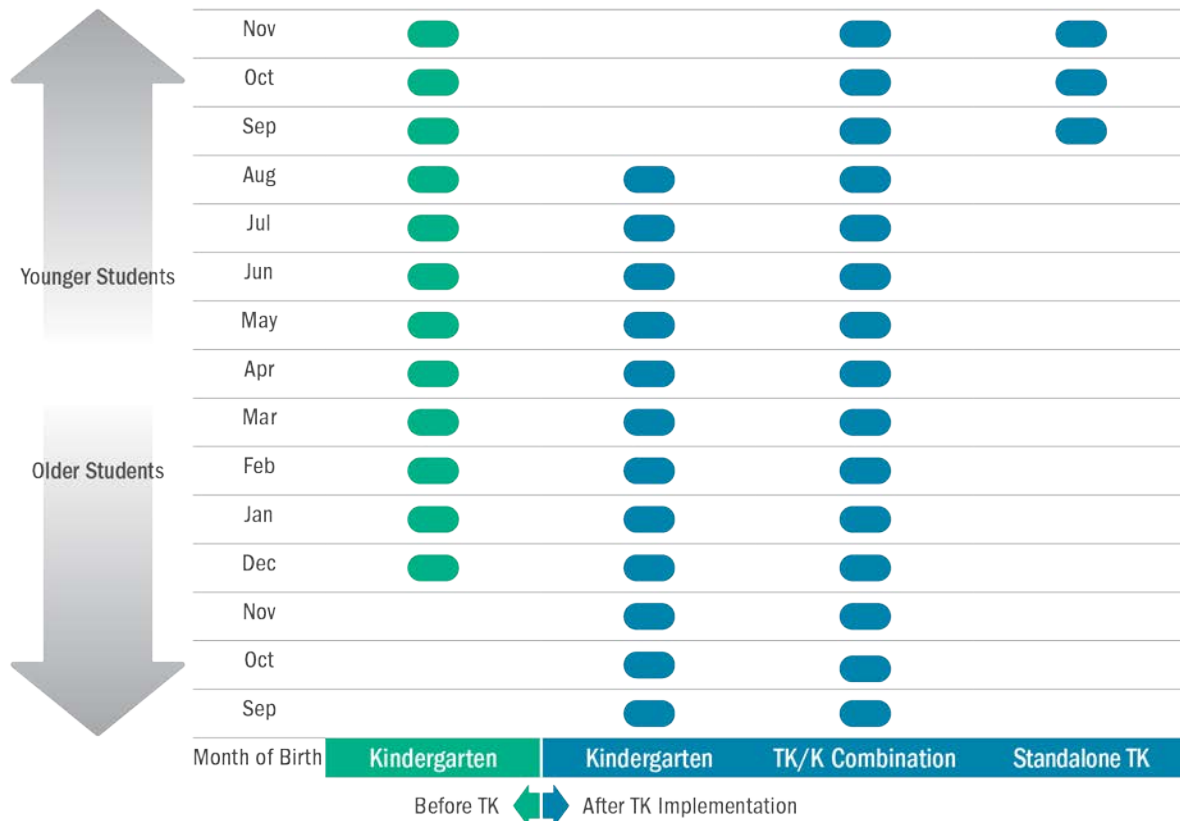 Nov
Oct
Sep
Aug
Jul
Younger Students
Jun
May
Apr
Mar
Older Students
Feb
Jan
Dec
Nov
Oct
Sep
Month of Birth Kindergarten Kindergarten TK/K Combination Standalone TK
Before TK After TK Implementation